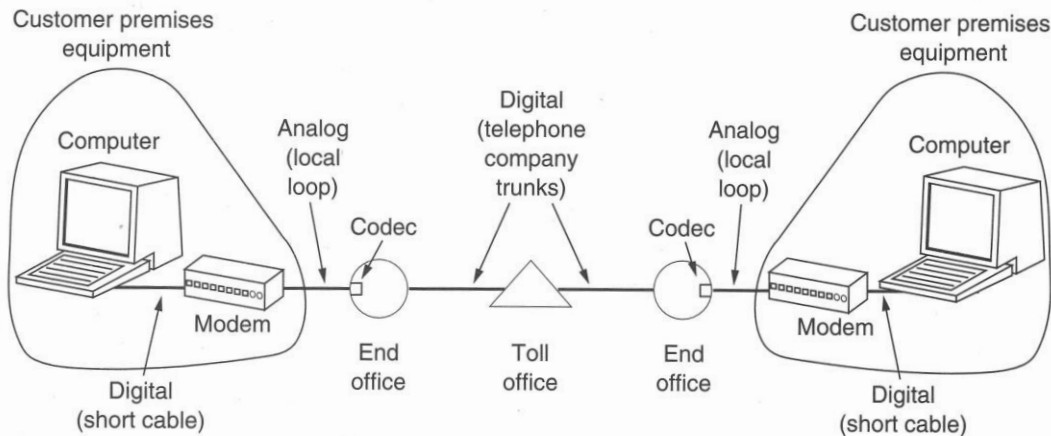 Customer premises
equipment
Computer
Modem
Digital
(short cable)
Analog
(local
loop)
Codec
End
office
Digital
(telephone
company
trunks)
Toll
office
Codec
End
office
Analog
(local
loop)
Customer premises
equipment
Computer
Modem
Digital
(short cable)